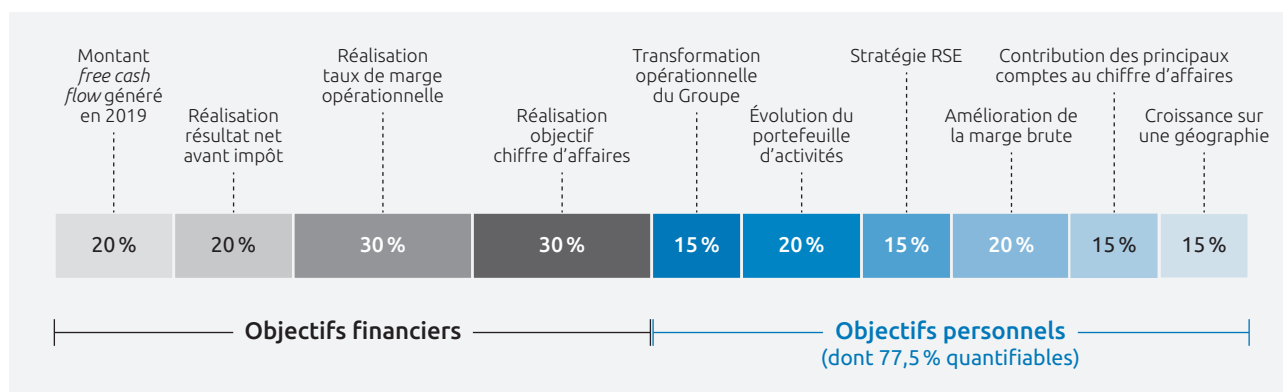 Montant
free cash
flow généré
en 2019
Réalisation
résultat net
avant impôt
Réalisation
taux de marge
opérationnelle
Réalisation
objectif
chiffre d’affaires
Transformation
opérationnelle
du Groupe
Évolution du
portefeuille
d’activités
Stratégie RSE
Amélioration de
la marge brute
Contribution des principaux
comptes au chiffre d’affaires
Croissance sur
une géographie
20 %
20 %
30 %
30 %
15 %
20 %
15 %
20 %
15 %
15 %
Objectifs financiers
Objectifs personnels
(dont 77,5 % quantifiables)